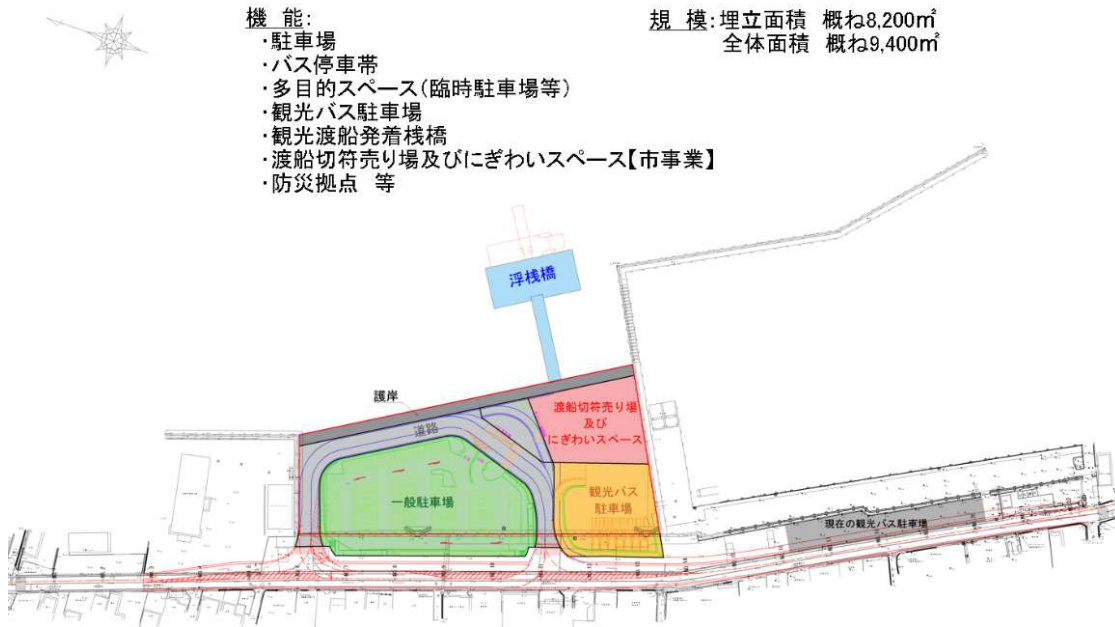 機 能:
・駐車場
・バス停車帯
・多目的スペース(臨時駐車場等)
・観光バス駐車場
・観光渡船発着桟橋
・渡船切符売り場及びにぎわいスペース【市事業】
・防災拠点 等
規 模:埋立面積 概ね8,200㎡
全体面積 概ね9,400㎡
浮桟橋
護岸
道路
渡船切符売り場
及び
にぎわいスペース
一般駐車場
観光バス
駐車場
現在の観光バス駐車場